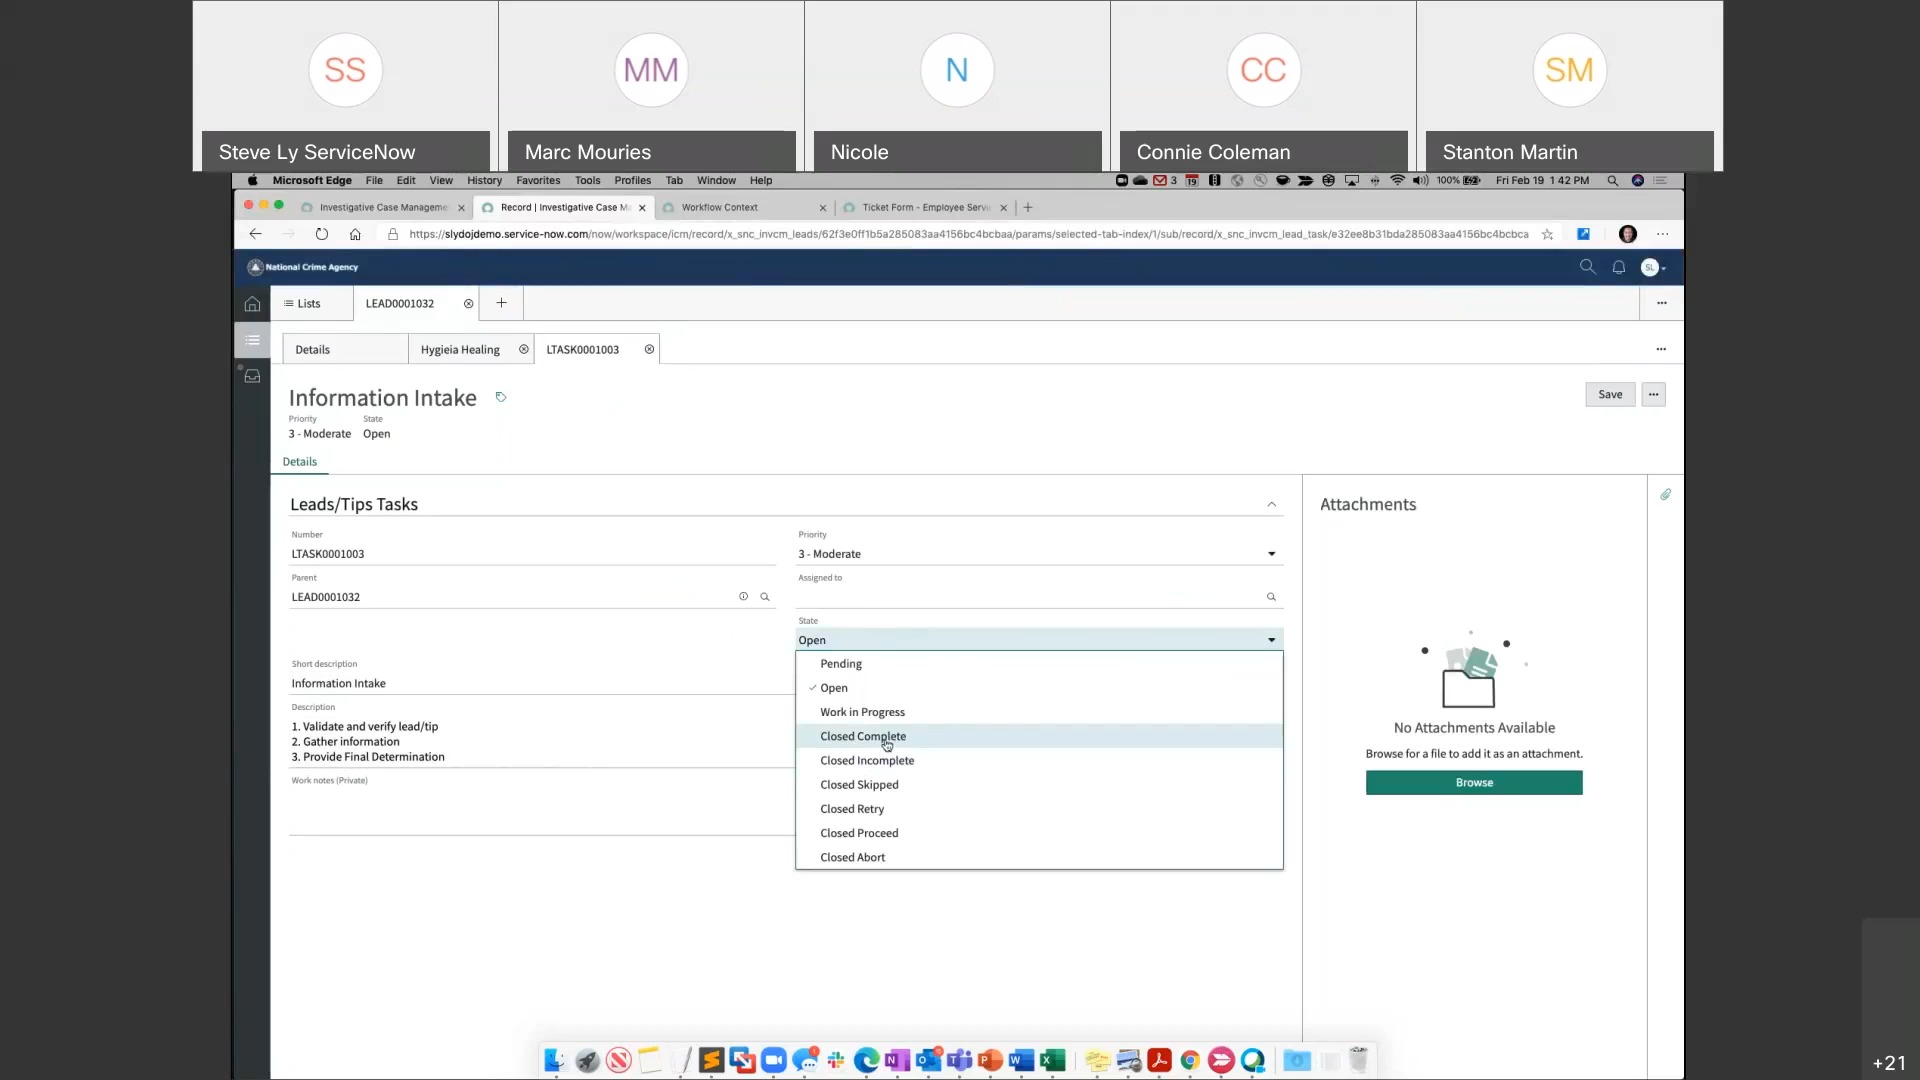 SS
MM
N
CC
SM
Steve Ly ServiceNow
Marc Mouries
Nicole
Connie Coleman
Stanton Martin
Microsoft Edge File Edit View History Favorites Tools Profiles Tab Window Help
3
19
100%
Fri Feb 19 1:42 PM
Investigative Case Manageme
Record | Investigative Case Ma
Workflow Context
Ticket Form - Employee Servi
https://slydojdemo.service-now.com/now/workspace/icm/record/x_snc_invcm_leads/62f3e0ff1b5a285083aa4156bc4bcbaa/params/selected-tab-index/1/sub/record/x_snc_invcm_lead_task/e32ee8b31bda285083aa4156bc4bcbca
National Crime Agency
SL
Lists
LEAD0001032
Details
Hygieia Healing
LTASK0001003
Information Intake
Save
Priority
State
3 - Moderate
Open
Details
Leads/Tips Tasks
Number
LTASK0001003
Priority
3 - Moderate
Parent
LEAD0001032
Assigned to
State
Open
Pending
Open
Work in Progress
Closed Complete
Closed Incomplete
Closed Skipped
Closed Retry
Closed Proceed
Closed Abort
Short description
Information Intake
Description
1. Validate and verify lead/tip
2. Gather information
3. Provide Final Determination
Work notes (Private)
Attachments
No Attachments Available
Browse for a file to add it as an attachment.
Browse
+21